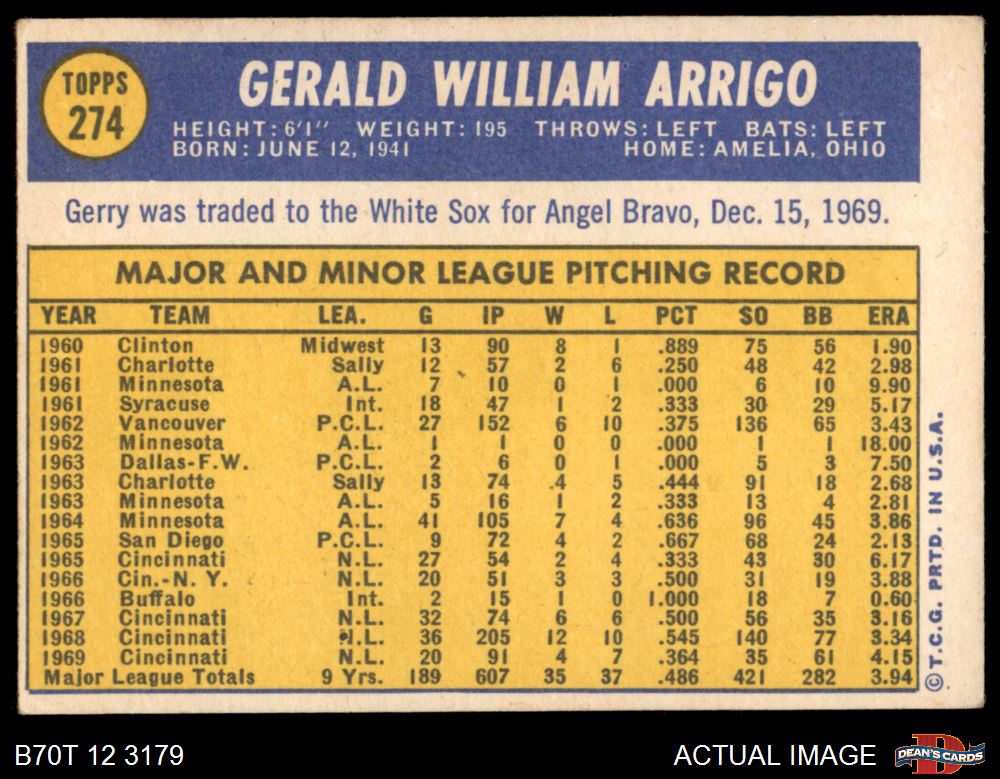 TOPPS
274
GERALD WILLIAM ARRIGO
HEIGHT: 6'1" WEIGHT: 195 THROWS: LEFT BATS: LEFT
BORN: JUNE 12, 1941 HOME: AMELIA, OHIO
Gerry was traded to the White Sox for Angel Bravo, Dec. 15, 1969.
MAJOR AND MINOR LEAGUE PITCHING RECORD
YEAR TEAM LEA. G IP W L PCT SO BB ERA
1960 Clinton Midwest 13 90 8 1 .889 75 56 1.90
1961 Charlotte Sally 12 57 2 6 .250 48 42 2.98
1961 Minnesota A.L. 7 10 0 1 .000 6 10 9.90
1961 Syracuse Int. 18 47 1 2 .333 30 29 5.17
1962 Vancouver P.C.L. 27 152 6 10 .375 136 65 3.43
1962 Minnesota A.L. 1 1 0 0 .000 1 1 18.00
1963 Dallas-F.W. P.C.L. 2 6 0 1 .000 5 3 7.50
1963 Charlotte Sally 13 74 .4 5 .444 91 18 2.68
1963 Minnesota A.L. 5 16 1 2 .333 13 4 2.81
1964 Minnesota A.L. 41 105 7 4 .636 96 45 3.86
1965 San Diego P.C.L. 9 72 4 2 .667 68 24 2.13
1965 Cincinnati N.L. 27 54 2 4 .333 43 30 6.17
1966 Cin.-N. Y. N.L. 20 51 3 3 .500 31 19 3.88
1966 Buffalo Int. 2 15 1 0 1.000 18 7 0.60
1967 Cincinnati N.L. 32 74 6 6 .500 56 35 3.16
1968 Cincinnati N.L. 36 205 12 10 .545 140 77 3.34
1969 Cincinnati N.L. 20 91 4 7 .364 35 61 4.15
Major League Totals 9 Yrs. 189 607 35 37 .486 421 282 3.94
©T.C.G. PRTD. IN U.S.A.
B70T 12 3179 ACTUAL IMAGE
D
DEAN'S CARDS